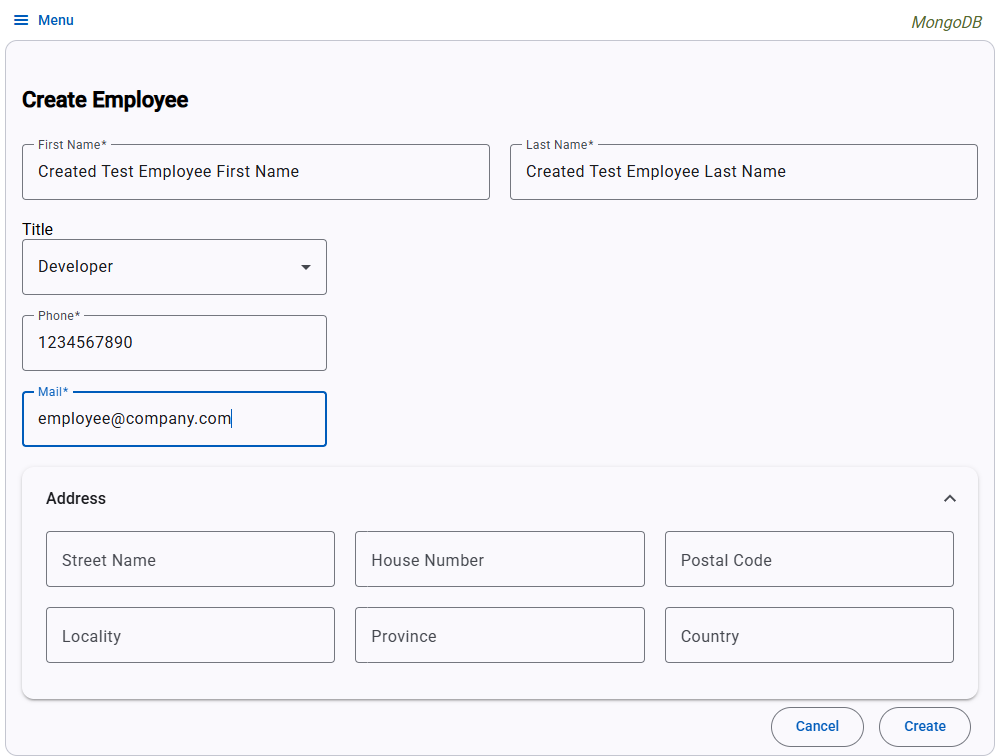 Menu
MongoDB
Create Employee
First Name*
Last Name*
Created Test Employee First Name
Created Test Employee Last Name
Title
Developer
Phone*
1234567890
Mail*
employee@company.com
Address
Street Name
House Number
Postal Code
Locality
Province
Country
Cancel
Create